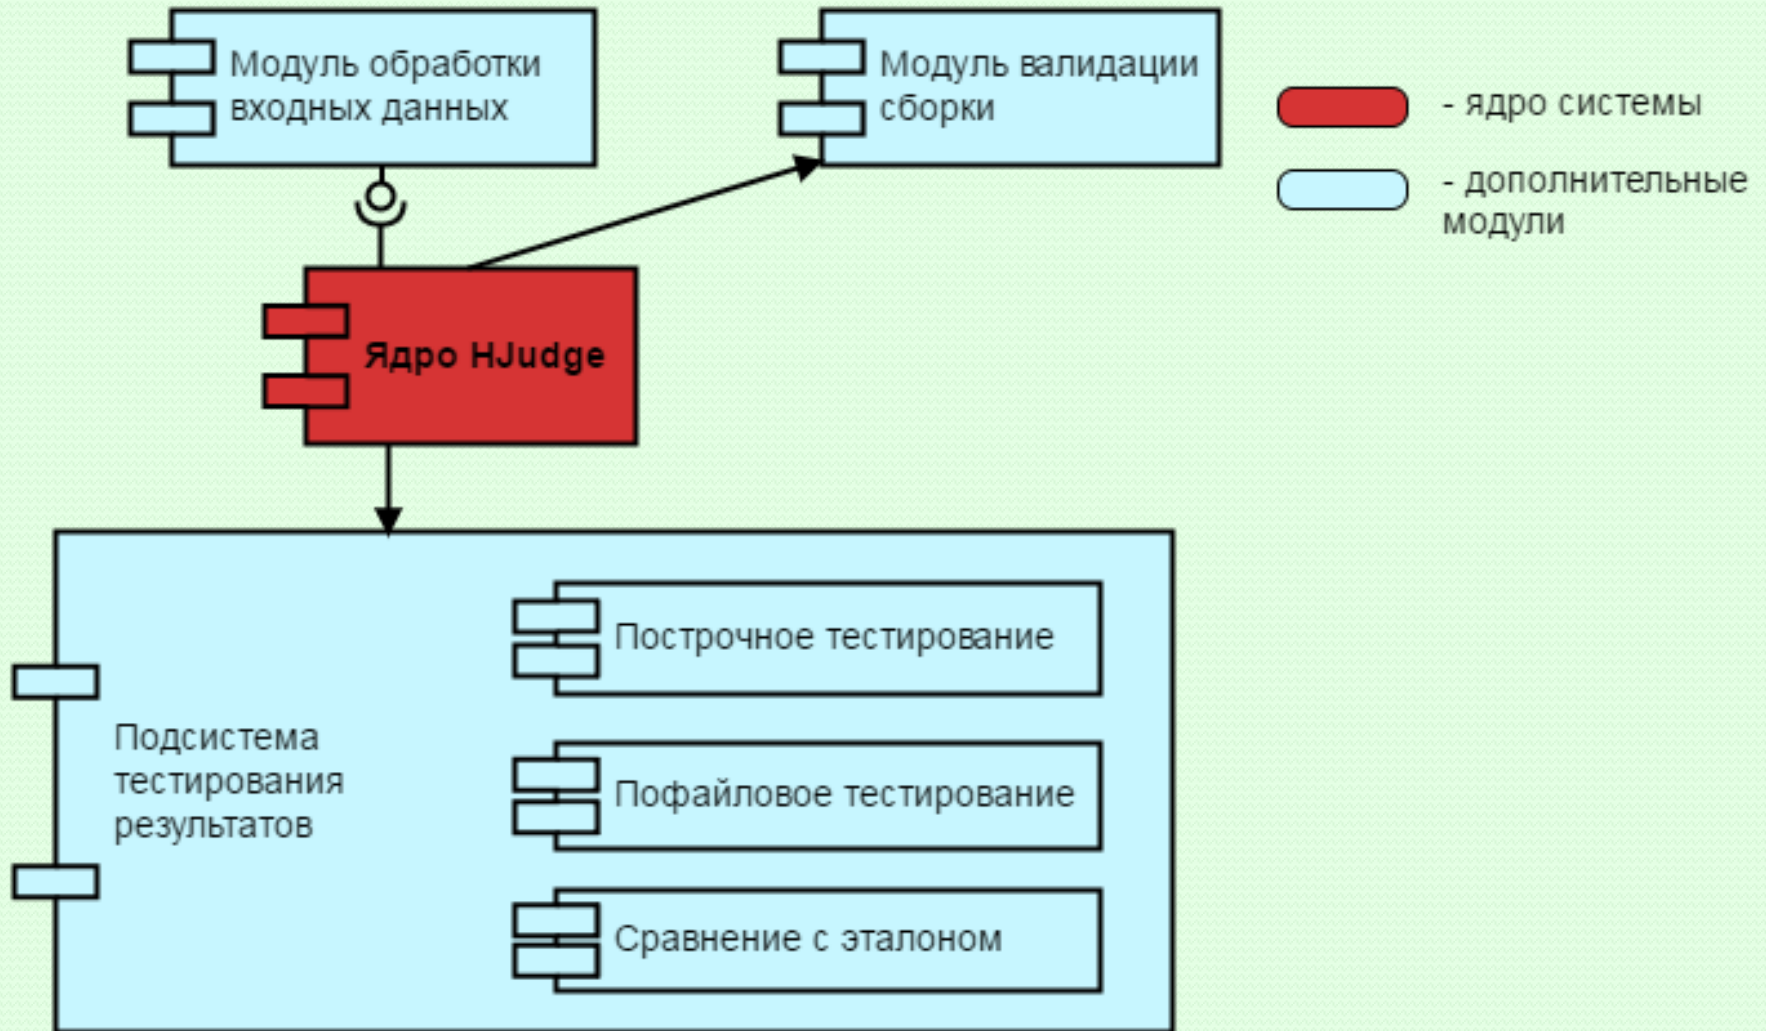 Модуль обработки
входных данных
Модуль валидации
сборки
- ядро системы
- дополнительные
модули
Ядро HJudge
Построчное тестирование
Подсистема
тестирования
результатов
Пофайловое тестирование
Сравнение с эталоном